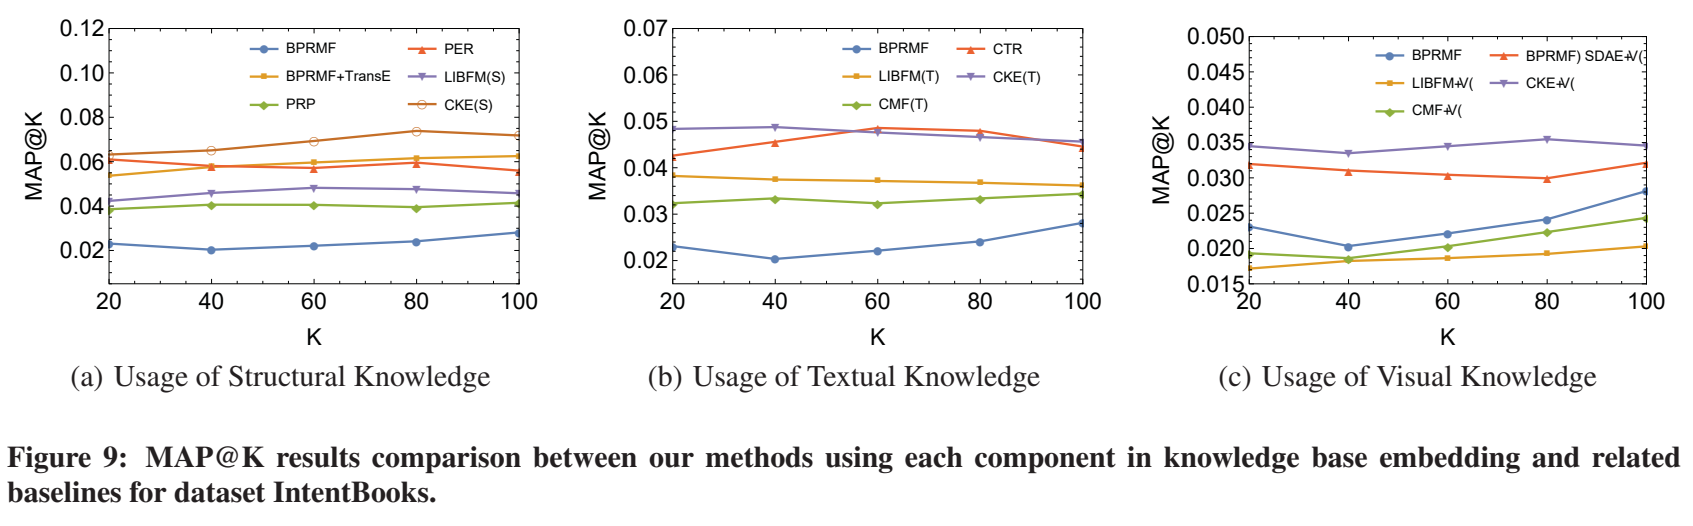 0.12
0.10
0.08
0.06
0.04
0.02
MAP@K
BPRMF
BPRMF+TransE
PRP
PER
LIBFM(S)
CKE(S)
20 40 60 80 100
K
(a) Usage of Structural Knowledge
0.07
0.06
0.05
0.04
0.03
0.02
MAP@K
BPRMF
LIBFM(T)
CMF(T)
CTR
CKE(T)
20 40 60 80 100
K
(b) Usage of Textual Knowledge
0.050
0.045
0.040
0.035
0.030
0.025
0.020
0.015
MAP@K
BPRMF
LIBFM+V(
CMF+V(
BPRMF) SDAE+V(
CKE+V(
20 40 60 80 100
K
(c) Usage of Visual Knowledge
Figure 9: MAP@K results comparison between our methods using each component in knowledge base embedding and related
baselines for dataset IntentBooks.